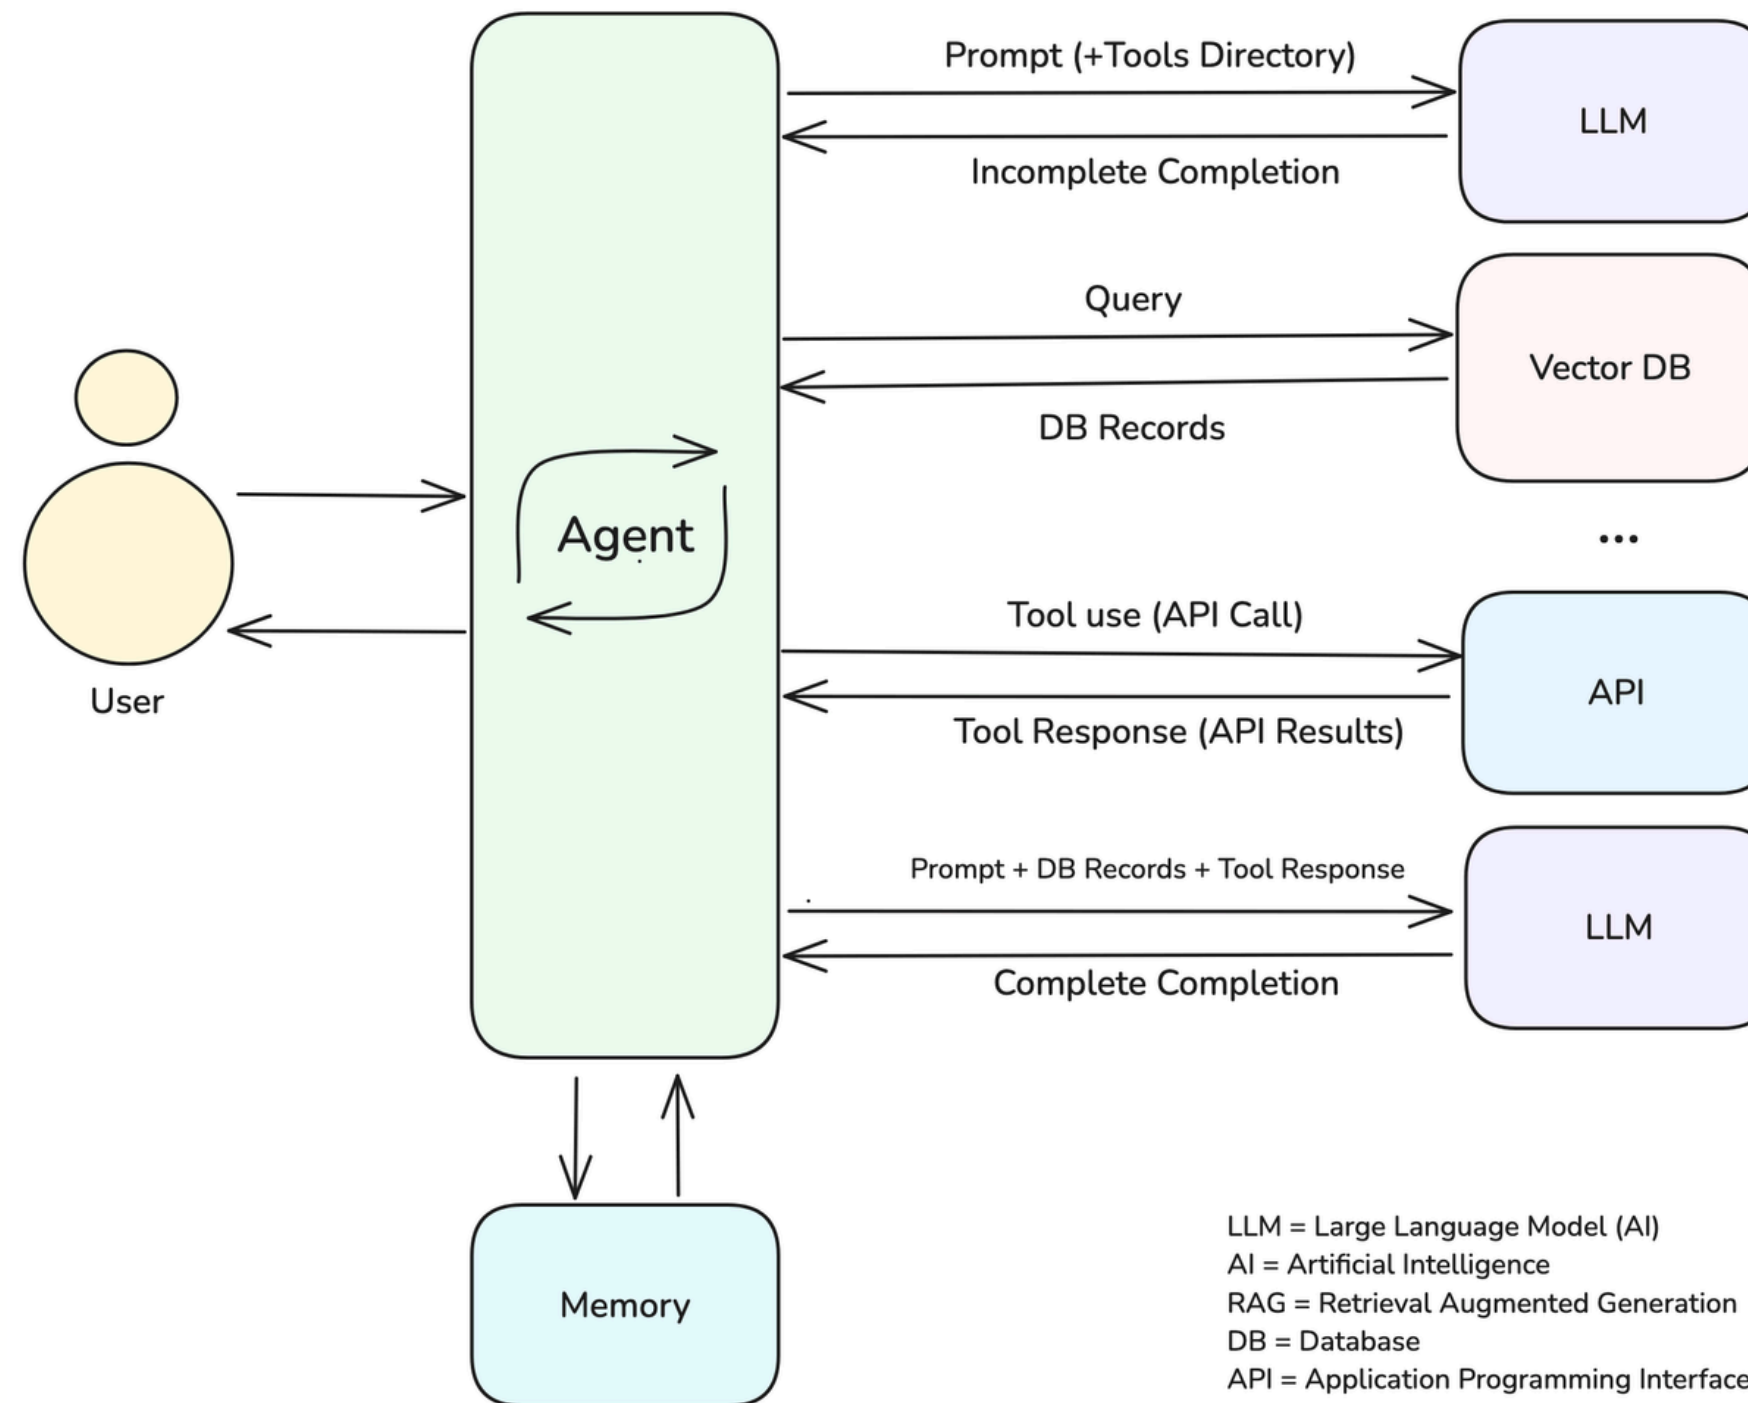 Prompt (+Tools Directory)
LLM
Incomplete Completion
Query
Vector DB
DB Records
...
Agent
Tool use (API Call)
API
Tool Response (API Results)
User
Prompt + DB Records + Tool Response
LLM
Complete Completion
Memory
LLM = Large Language Model (AI)
AI = Artificial Intelligence
RAG = Retrieval Augmented Generation
DB = Database
API = Application Programming Interface